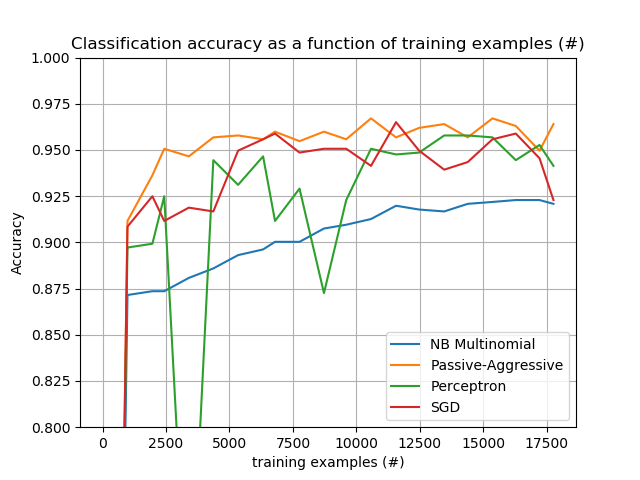 Classification accuracy as a function of training examples (#)
1.000
0.975
0.950
0.925
0.900
0.875
0.850
0.825
0.800
Accuracy
NB Multinomial
Passive-Aggressive
Perceptron
SGD
0 2500 5000 7500 10000 12500 15000 17500
training examples (#)